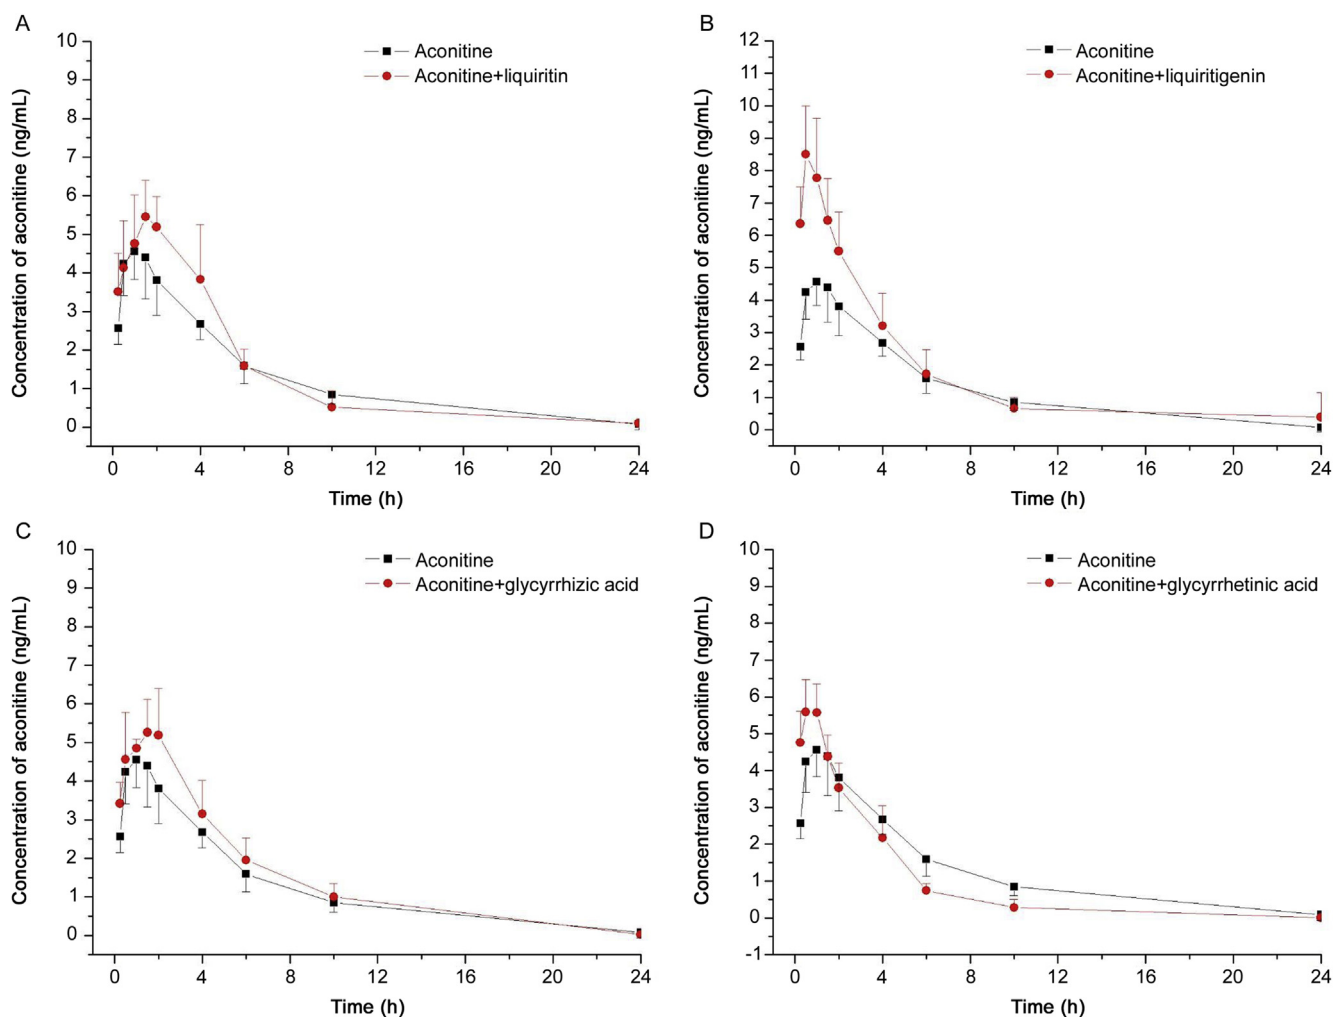 A
Aconitine
Aconitine+liquiritin
Concentration of aconitine (ng/mL)
10
9
8
7
6
5
4
3
2
1
0
0 4 8 12 16 20 24
Time (h)
B
Aconitine
Aconitine+liquiritigenin
Concentration of aconitine (ng/mL)
12
11
10
9
8
7
6
5
4
3
2
1
0
0 4 8 12 16 20 24
Time (h)
C
Aconitine
Aconitine+glycyrrhizic acid
Concentration of aconitine (ng/mL)
10
9
8
7
6
5
4
3
2
1
0
0 4 8 12 16 20 24
Time (h)
D
Aconitine
Aconitine+glycyrrhetinic acid
Concentration of aconitine (ng/mL)
10
9
8
7
6
5
4
3
2
1
0
-1
0 4 8 12 16 20 24
Time (h)